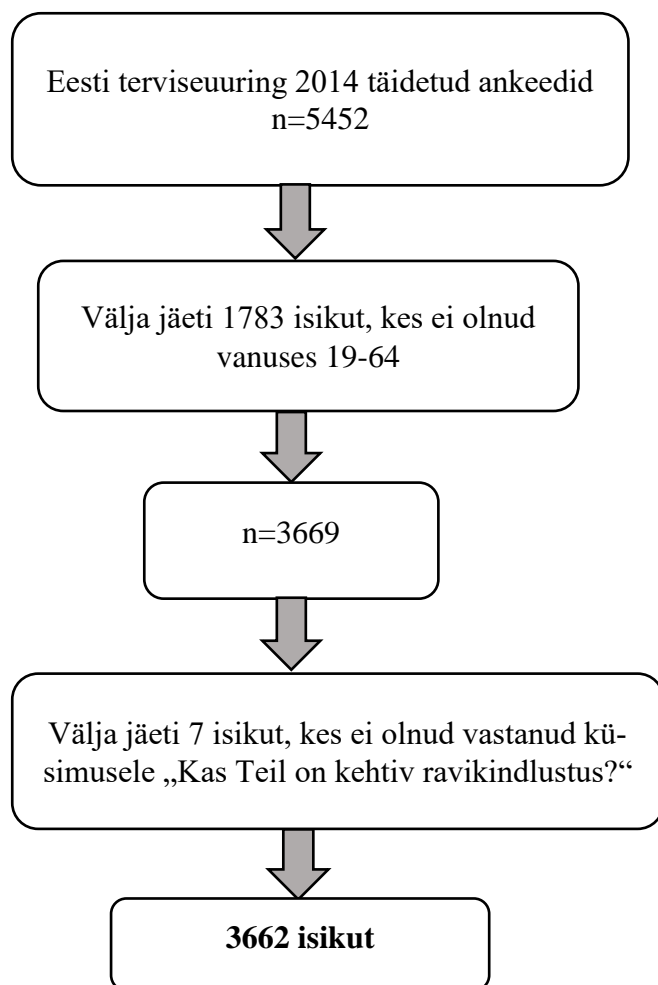 Eesti terviseuuring 2014 täidetud ankeedid
n=5452
Välja jäeti 1783 isikut, kes ei olnud
vanuses 19-64
n=3669
Välja jäeti 7 isikut, kes ei olnud vastanud kü-
simusele „Kas Teil on kehtiv ravikindlustus?“
3662 isikut